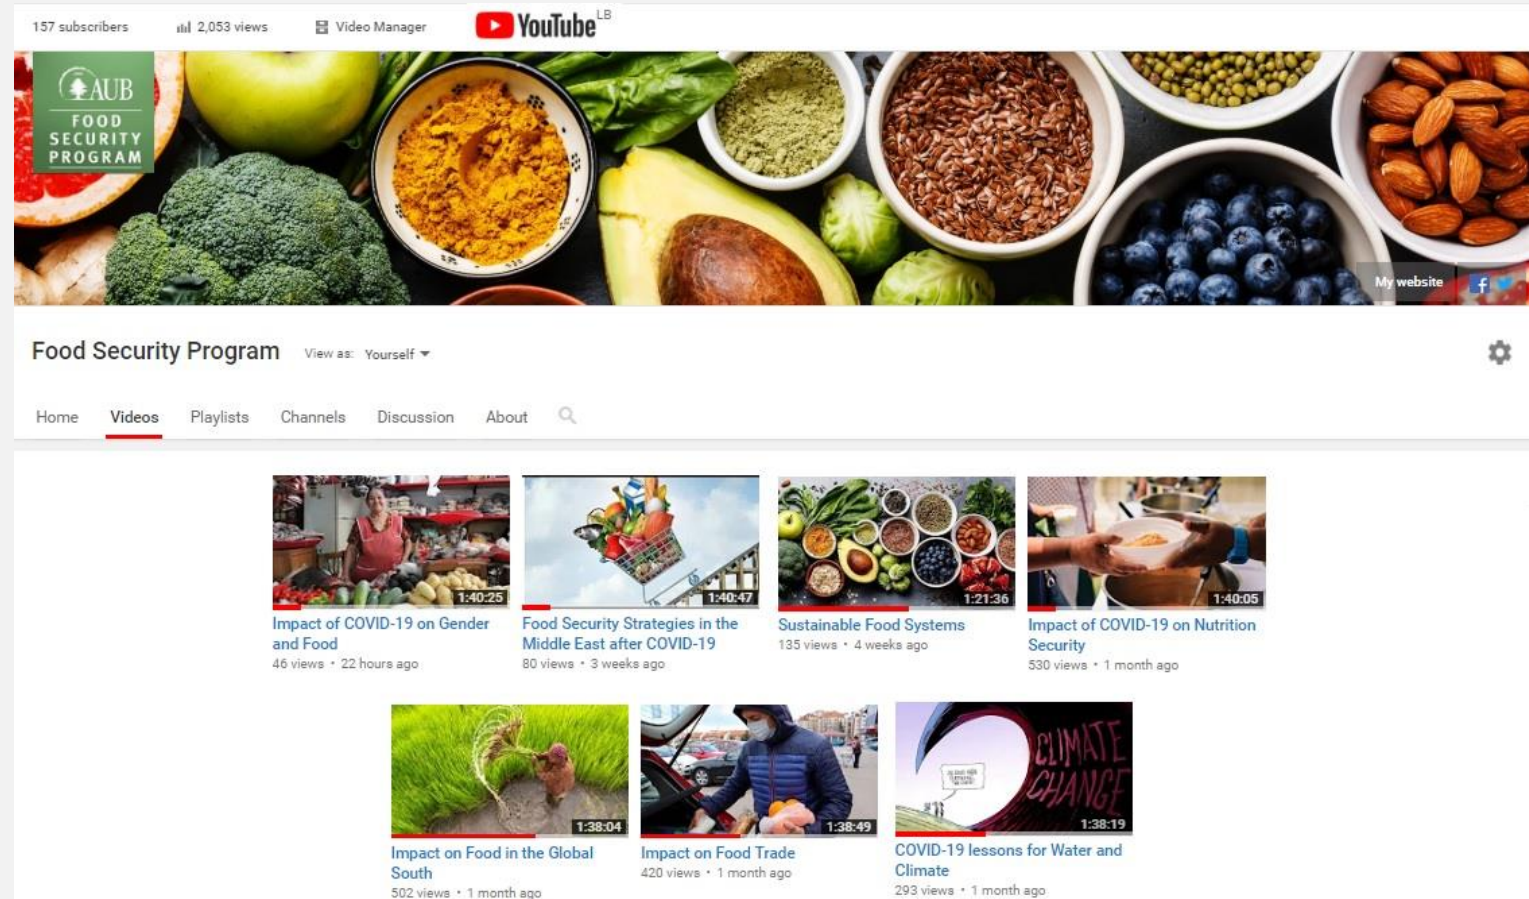 157 subscribers 2,053 views Video Manager YouTube LB
AUB
FOOD
SECURITY
PROGRAM
My website
Food Security Program View as: Yourself
Home Videos Playlists Channels Discussion About
1:40:25
Impact of COVID-19 on Gender
and Food
46 views • 22 hours ago
1:40:47
Food Security Strategies in the
Middle East after COVID-19
80 views • 3 weeks ago
1:21:36
Sustainable Food Systems
135 views • 4 weeks ago
1:40:05
Impact of COVID-19 on Nutrition
Security
530 views • 1 month ago
1:38:04
Impact on Food in the Global
South
502 views • 1 month ago
1:38:49
Impact on Food Trade
420 views • 1 month ago
CLIMATE
CHANGE
1:38:19
COVID-19 lessons for Water and
Climate
293 views • 1 month ago